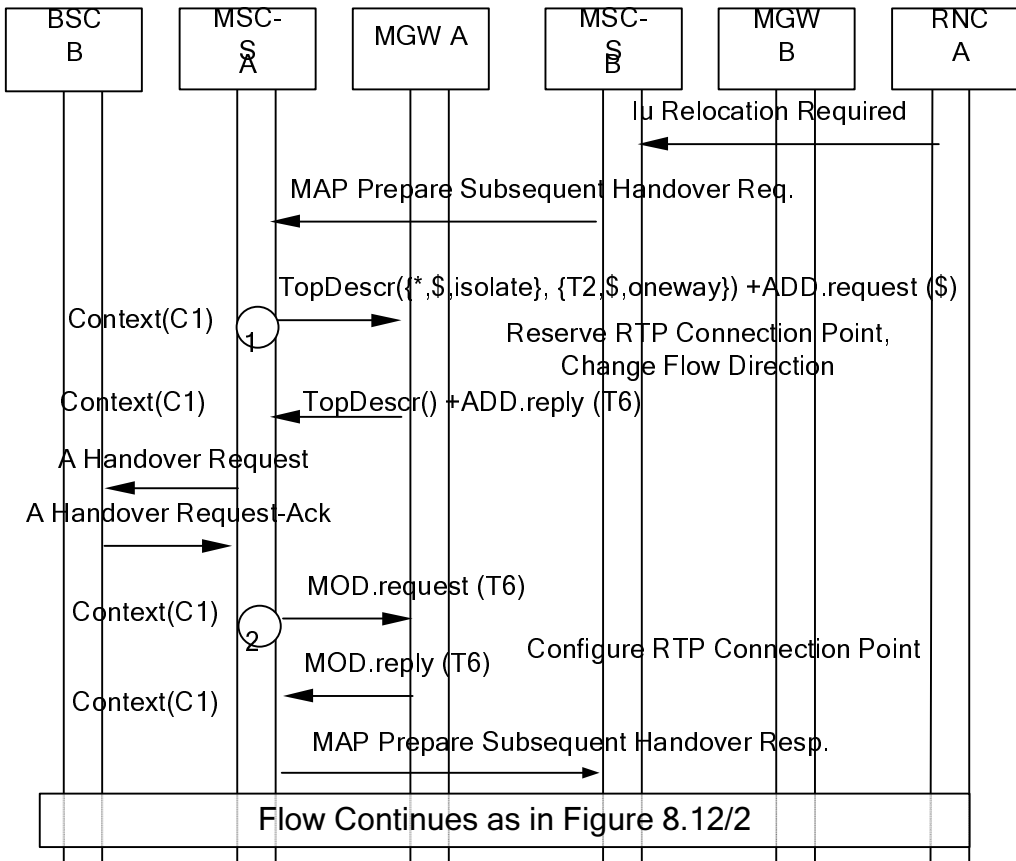 BSC
B
MSC-
S
A
MGW A
MSC-
S
B
MGW
B
RNC
A
Iu Relocation Required
MAP Prepare Subsequent Handover Req.
TopDescr({*,$,isolate}, {T2,$,oneway}) +ADD.request ($)
Context(C1)
1
Reserve RTP Connection Point,
Change Flow Direction
Context(C1)
TopDescr() +ADD.reply (T6)
A Handover Request
A Handover Request-Ack
MOD.request (T6)
Context(C1)
2
Configure RTP Connection Point
MOD.reply (T6)
Context(C1)
MAP Prepare Subsequent Handover Resp.
Flow Continues as in Figure 8.12/2